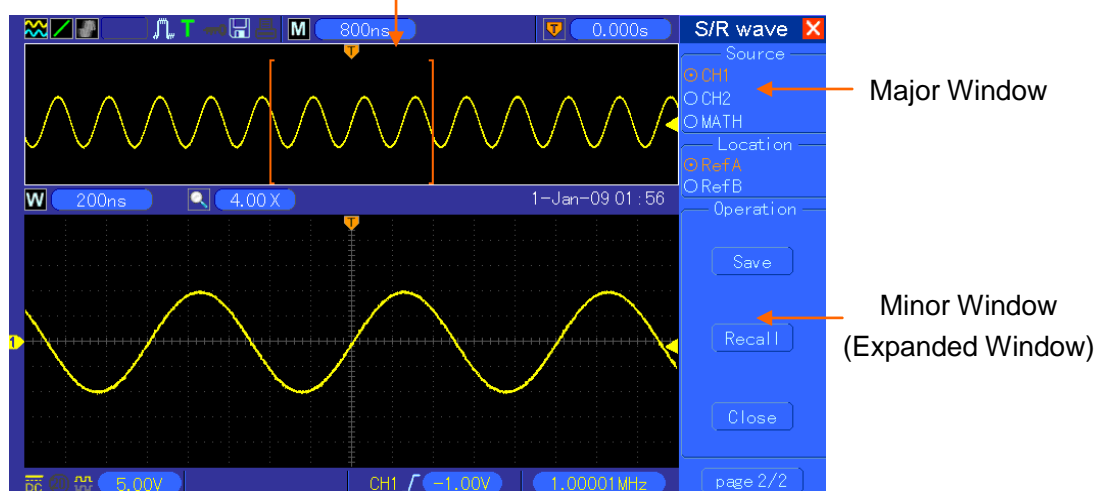 T M 800ns T 0.000s S/R wave X
T
Source
CH1
CH2
MATH
Major Window
Location
RefA
RefB
W 200ns 4.00X 1-Jan-09 01:56
Operation
T
Save
Minor Window
(Expanded Window)
1
Recall
Close
DC 5.00V CH1 -1.00V 1.00001MHz page 2/2